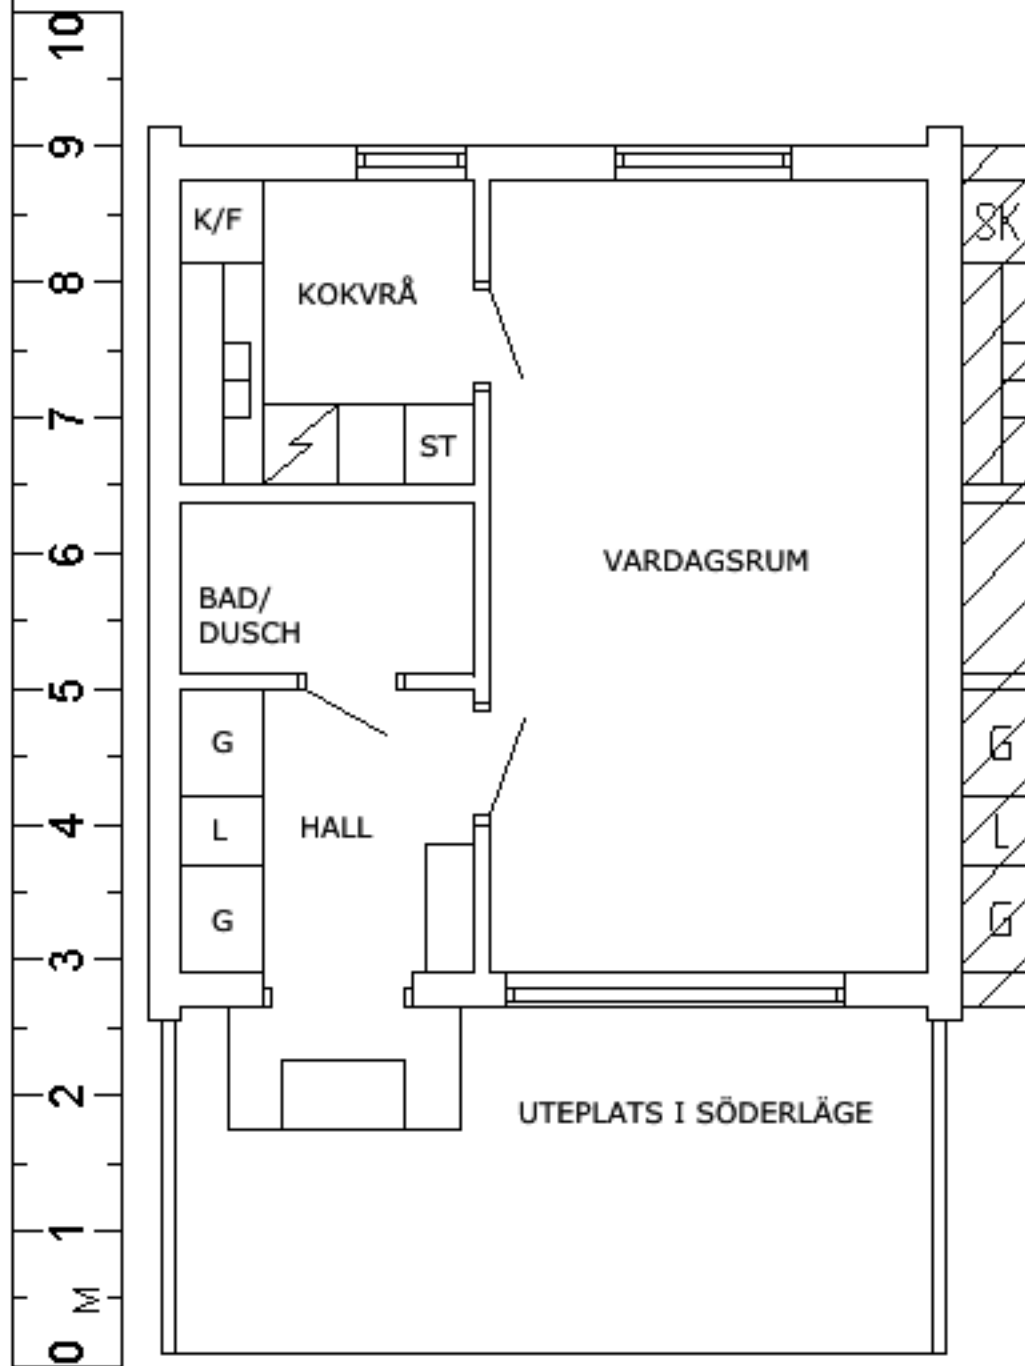 10
9
8
7
6
5
4
3
2
1
M
0
K/F
KOKVRÅ
ST
VARDAGSRUM
BAD/
DUSCH
G
L
HALL
G
UTEPLATS I SÖDERLÄGE
SK
G
L
G